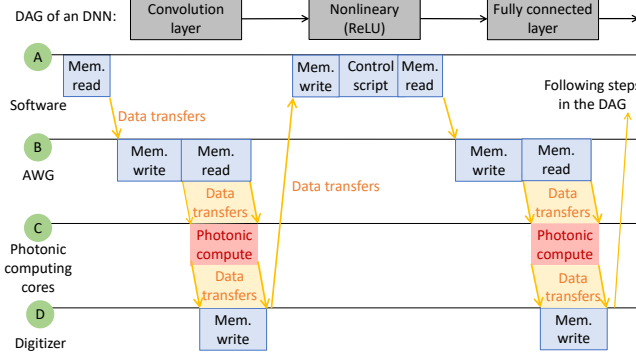 DAG of an DNN:
Convolution
layer
Nonlineary
(ReLU)
Fully connected
layer
A
Software
Mem.
read
Data transfers
Mem.
write
Control
script
Mem.
read
Following steps
in the DAG
B
AWG
Mem.
write
Mem.
read
Data transfers
Mem.
write
Mem.
read
Data
transfers
Data
transfers
C
Photonic
computing
cores
Photonic
compute
Photonic
compute
Data
transfers
Data
transfers
D
Digitizer
Mem.
write
Mem.
write